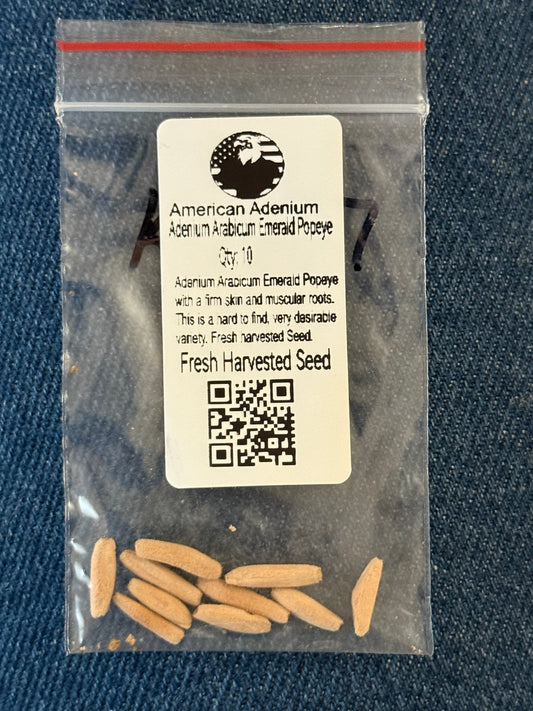 American Adenium
Adenium Arabicum Emerald Popeye
Qty: 10
Adenium Arabicum Emerald Popeye
with a firm skin and muscular roots.
This is a hard to find, very desirable
variety. Fresh harvested Seed.
Fresh Harvested Seed